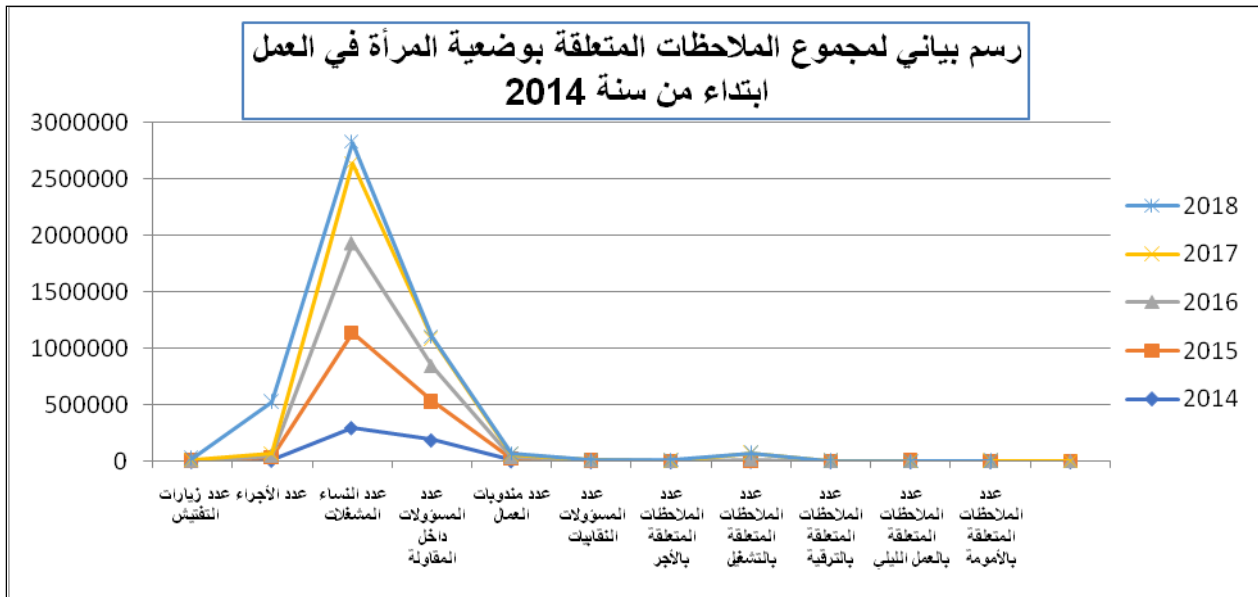 رسم بياني لمجموع الملاحظات المتعلقة بوضعية المرأة في العمل
ابتداء من سنة 2014
3000000
2500000
2000000
1500000
1000000
500000
0
2018
2017
2016
2015
2014
عدد زيارات
التفتيش
عدد الأجراء
عدد النساء
المشغلات
عدد
المسؤولات
داخل
المقاولة
عدد مندوبات
العمال
عدد
المسؤولات
النقابيات
عدد
الملاحظات
المتعلقة
بالأجر
عدد
الملاحظات
المتعلقة
بالتشغيل
عدد
الملاحظات
المتعلقة
بالترقية
عدد
الملاحظات
المتعلقة
بالعمل الليلي
عدد
الملاحظات
المتعلقة
بالأمومة